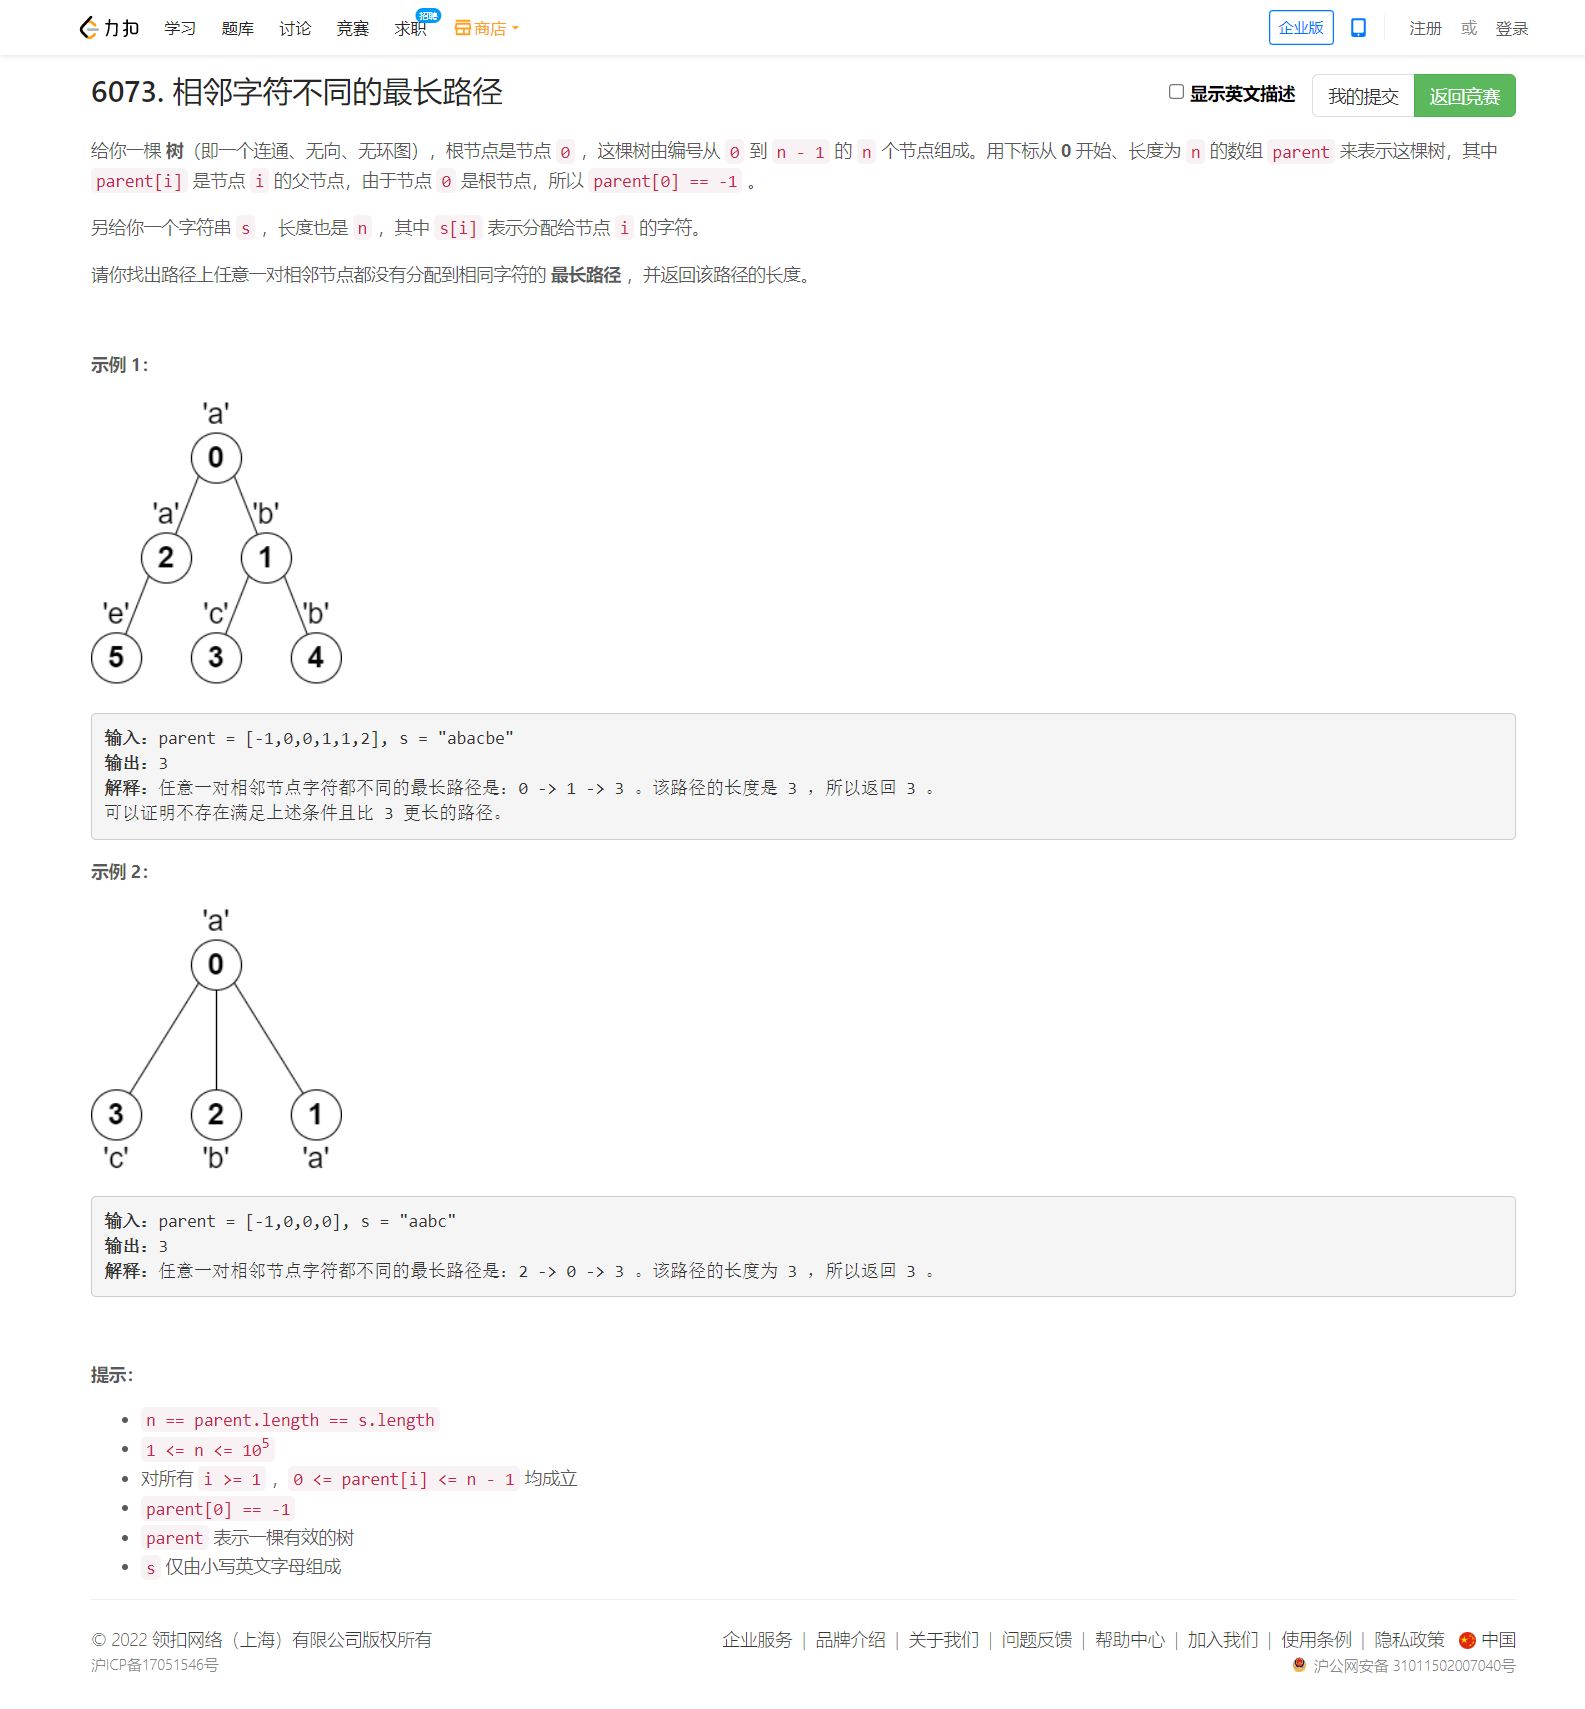 力扣 学习 题库 讨论 竞赛 求职 招聘 商店 企业版 注册 或 登录
6073. 相邻字符不同的最长路径 显示英文描述 我的提交 返回竞赛
给你一棵 树（即一个连通、无向、无环图），根节点是节点 0 ，这棵树由编号从 0 到 n - 1 的 n 个节点组成。用下标从 0 开始、长度为 n 的数组 parent 来表示这棵树，其中
parent[i] 是节点 i 的父节点，由于节点 0 是根节点，所以 parent[0] == -1 。
另给你一个字符串 s ，长度也是 n ，其中 s[i] 表示分配给节点 i 的字符。
请你找出路径上任意一对相邻节点都没有分配到相同字符的 最长路径 ，并返回该路径的长度。
示例 1：
'a'
0
'a' 'b'
2 1
'e' 'c' 'b'
5 3 4
输入：parent = [-1,0,0,1,1,2], s = "abacbe"
输出：3
解释：任意一对相邻节点字符都不同的最长路径是：0 -> 1 -> 3 。该路径的长度是 3 ，所以返回 3 。
可以证明不存在满足上述条件且比 3 更长的路径。
示例 2：
'a'
0
3 2 1
'c' 'b' 'a'
输入：parent = [-1,0,0,0], s = "aabc"
输出：3
解释：任意一对相邻节点字符都不同的最长路径是：2 -> 0 -> 3 。该路径的长度为 3 ，所以返回 3 。
提示：
n == parent.length == s.length
1 <= n <= 10⁵
对所有 i >= 1 ，0 <= parent[i] <= n - 1 均成立
parent[0] == -1
parent 表示一棵有效的树
s 仅由小写英文字母组成
© 2022 领扣网络（上海）有限公司版权所有 企业服务 | 品牌介绍 | 关于我们 | 问题反馈 | 帮助中心 | 加入我们 | 使用条例 | 隐私政策 中国
沪ICP备17051546号 沪公网安备 31011502007040号